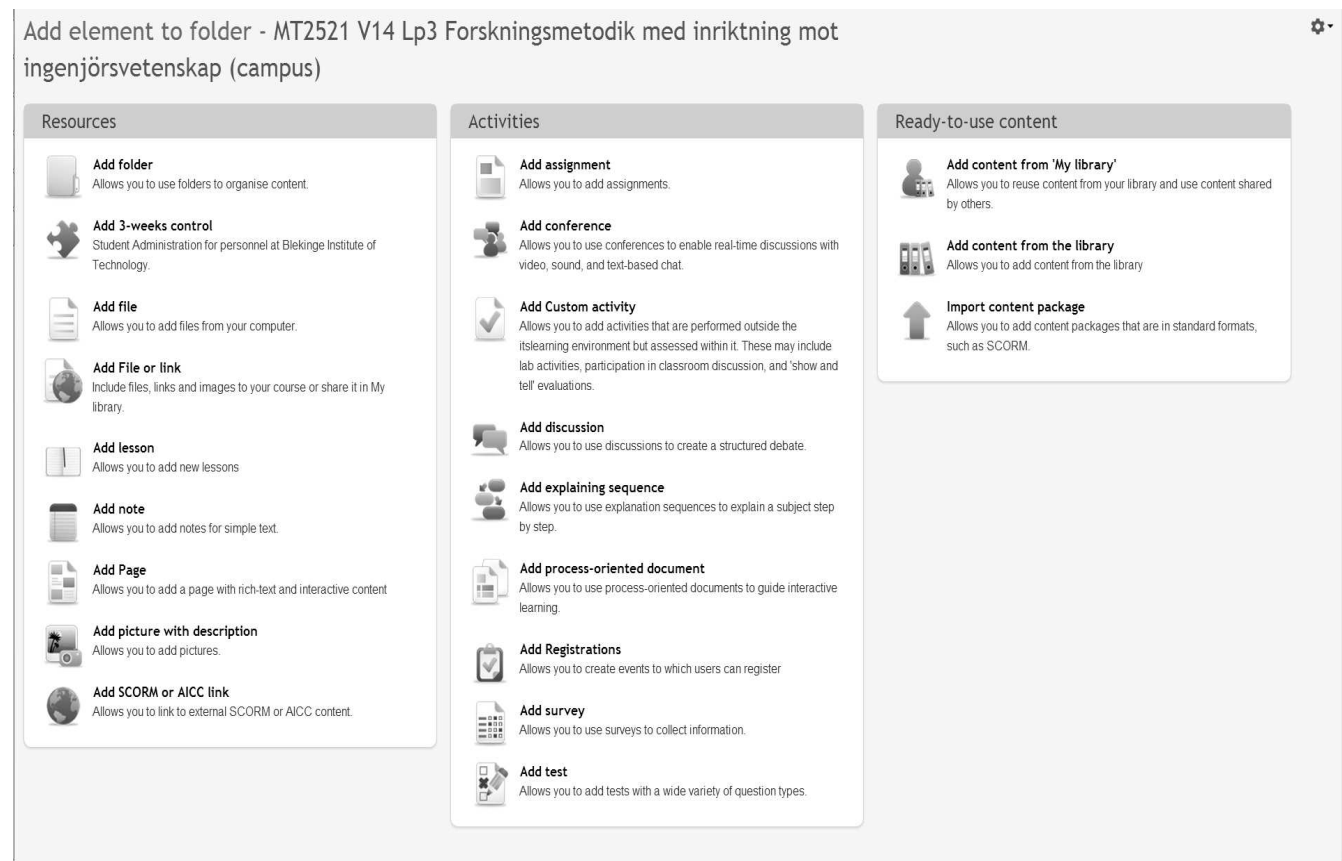 Add element to folder - MT2521 V14 Lp3 Forskningsmetodik med inriktning mot
ingenjörsvetenskap (campus)
Resources
Add folder
Allows you to use folders to organise content.
Add 3-weeks control
Student Administration for personnel at Blekinge Institute of
Technology.
Add file
Allows you to add files from your computer.
Add File or link
Include files, links and images to your course or share it in My
library.
Add lesson
Allows you to add new lessons
Add note
Allows you to add notes for simple text.
Add Page
Allows you to add a page with rich-text and interactive content
Add picture with description
Allows you to add pictures.
Add SCORM or AICC link
Allows you to link to external SCORM or AICC content.
Activities
Add assignment
Allows you to add assignments.
Add conference
Allows you to use conferences to enable real-time discussions with
video, sound, and text-based chat.
Add Custom activity
Allows you to add activities that are performed outside the
itslearning environment but assessed within it. These may include
lab activities, participation in classroom discussion, and 'show and
tell' evaluations.
Add discussion
Allows you to use discussions to create a structured debate.
Add explaining sequence
Allows you to use explanation sequences to explain a subject step
by step.
Add process-oriented document
Allows you to use process-oriented documents to guide interactive
learning.
Add Registrations
Allows you to create events to which users can register
Add survey
Allows you to use surveys to collect information.
Add test
Allows you to add tests with a wide variety of question types.
Ready-to-use content
Add content from 'My library'
Allows you to reuse content from your library and use content shared
by others.
Add content from the library
Allows you to add content from the library
Import content package
Allows you to add content packages that are in standard formats,
such as SCORM.